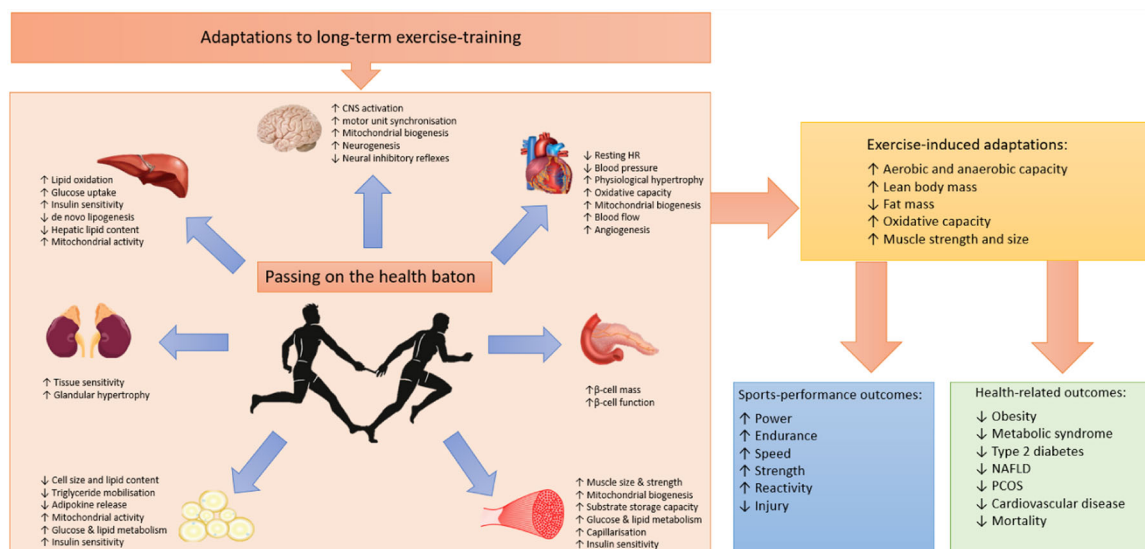 Adaptations to long-term exercise-training
↑ CNS activation
↑ motor unit synchronisation
↑ Mitochondrial biogenesis
↑ Neurogenesis
↓ Neural inhibitory reflexes
↑ Lipid oxidation
↑ Glucose uptake
↑ Insulin sensitivity
↓ de novo lipogenesis
↓ Hepatic lipid content
↑ Mitochondrial activity
↓ Resting HR
↓ Blood pressure
↑ Physiological hypertrophy
↑ Oxidative capacity
↑ Mitochondrial biogenesis
↑ Blood flow
↑ Angiogenesis
Passing on the health baton
↑ Tissue sensitivity
↑ Glandular hypertrophy
↑β-cell mass
↑β-cell function
↓ Cell size and lipid content
↓ Triglyceride mobilisation
↓ Adipokine release
↑ Mitochondrial activity
↑ Glucose & lipid metabolism
↑ Insulin sensitivity
↑ Muscle size & strength
↑ Mitochondrial biogenesis
↑ Substrate storage capacity
↑ Glucose & lipid metabolism
↑ Capillarisation
↑ Insulin sensitivity
Exercise-induced adaptations:
↑ Aerobic and anaerobic capacity
↑ Lean body mass
↓ Fat mass
↑ Oxidative capacity
↑ Muscle strength and size
Sports-performance outcomes:
↑ Power
↑ Endurance
↑ Speed
↑ Strength
↑ Reactivity
↓ Injury
Health-related outcomes:
↓ Obesity
↓ Metabolic syndrome
↓ Type 2 diabetes
↓ NAFLD
↓ PCOS
↓ Cardiovascular disease
↓ Mortality